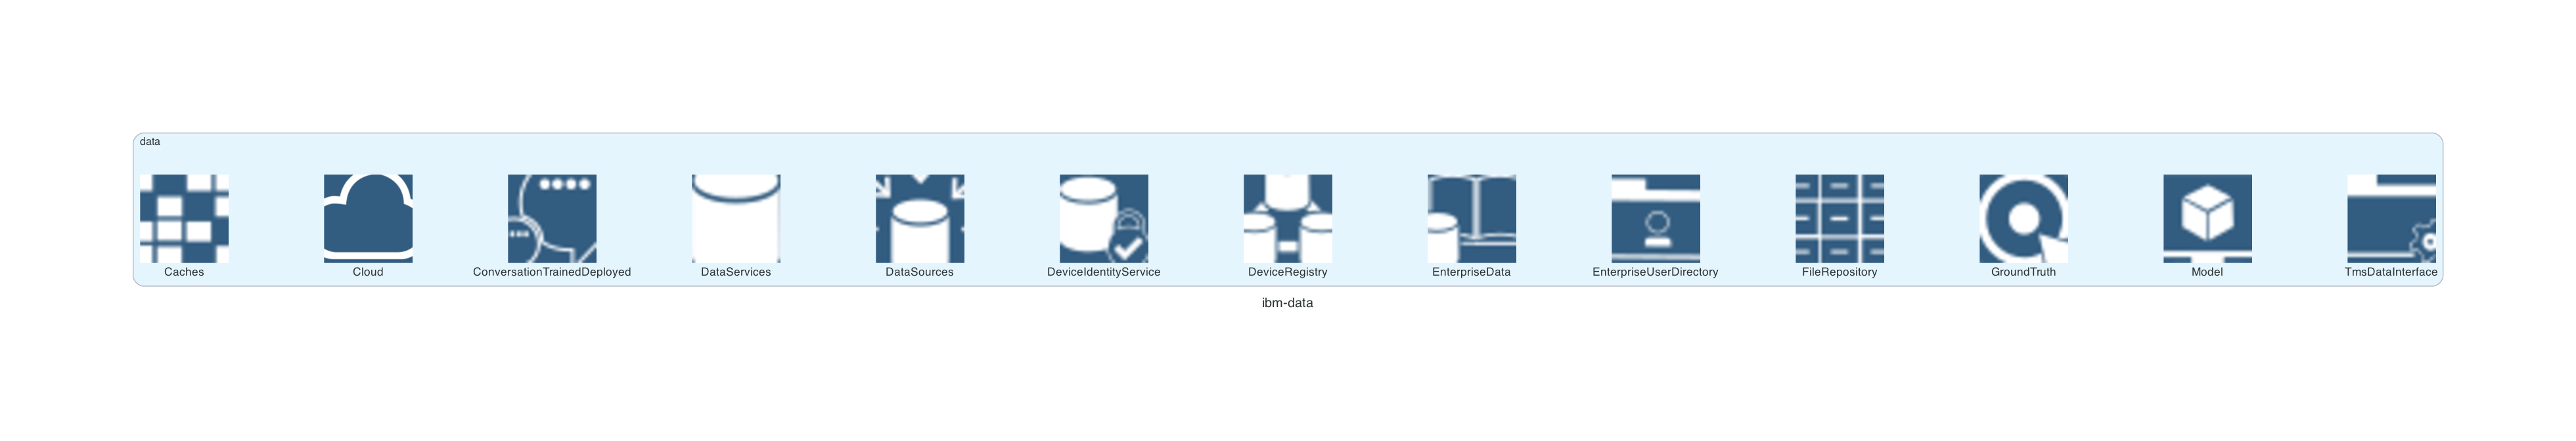 data
Caches
Cloud
ConversationTrainedDeployed
DataServices
DataSources
DeviceIdentityService
DeviceRegistry
EnterpriseData
EnterpriseUserDirectory
FileRepository
GroundTruth
Model
TmsDataInterface
ibm-data